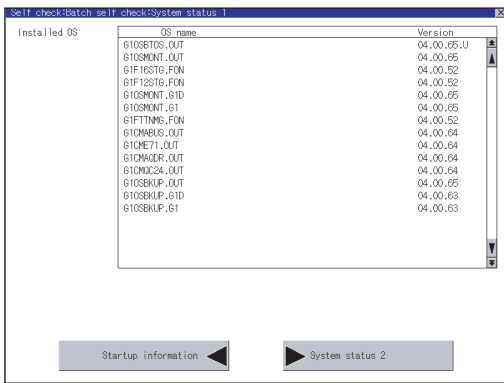 Self check:Batch self check:System status 1
Installed OS
OS name Version
G1OSBTOS.OUT 04.00.65.U
G1OSMONT.OUT 04.00.65
G1F16STG.FON 04.00.52
G1F12STG.FON 04.00.52
G1OSMONT.G1D 04.00.65
G1OSMONT.G1 04.00.65
G1FTTNMG.FON 04.00.52
G1CMABUS.OUT 04.00.64
G1CME71.OUT 04.00.64
G1CMAQDR.OUT 04.00.64
G1CMQC24.OUT 04.00.64
G1OSBKUP.OUT 04.00.65
G1OSBKUP.G1D 04.00.63
G1OSBKUP.G1 04.00.63
Startup information
System status 2